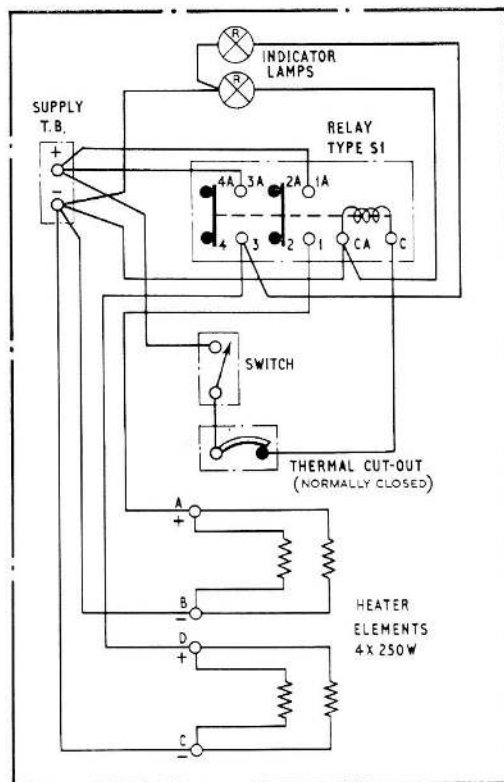 R
INDICATOR
LAMPS
R
SUPPLY
T.B.
RELAY
TYPE S1
+
-
4A 3A 2A 1A
4 3 2 1 CA C
SWITCH
THERMAL CUT-OUT
(NORMALLY CLOSED)
A
+
B
-
HEATER
ELEMENTS
4 X 250W
D
+
C
-